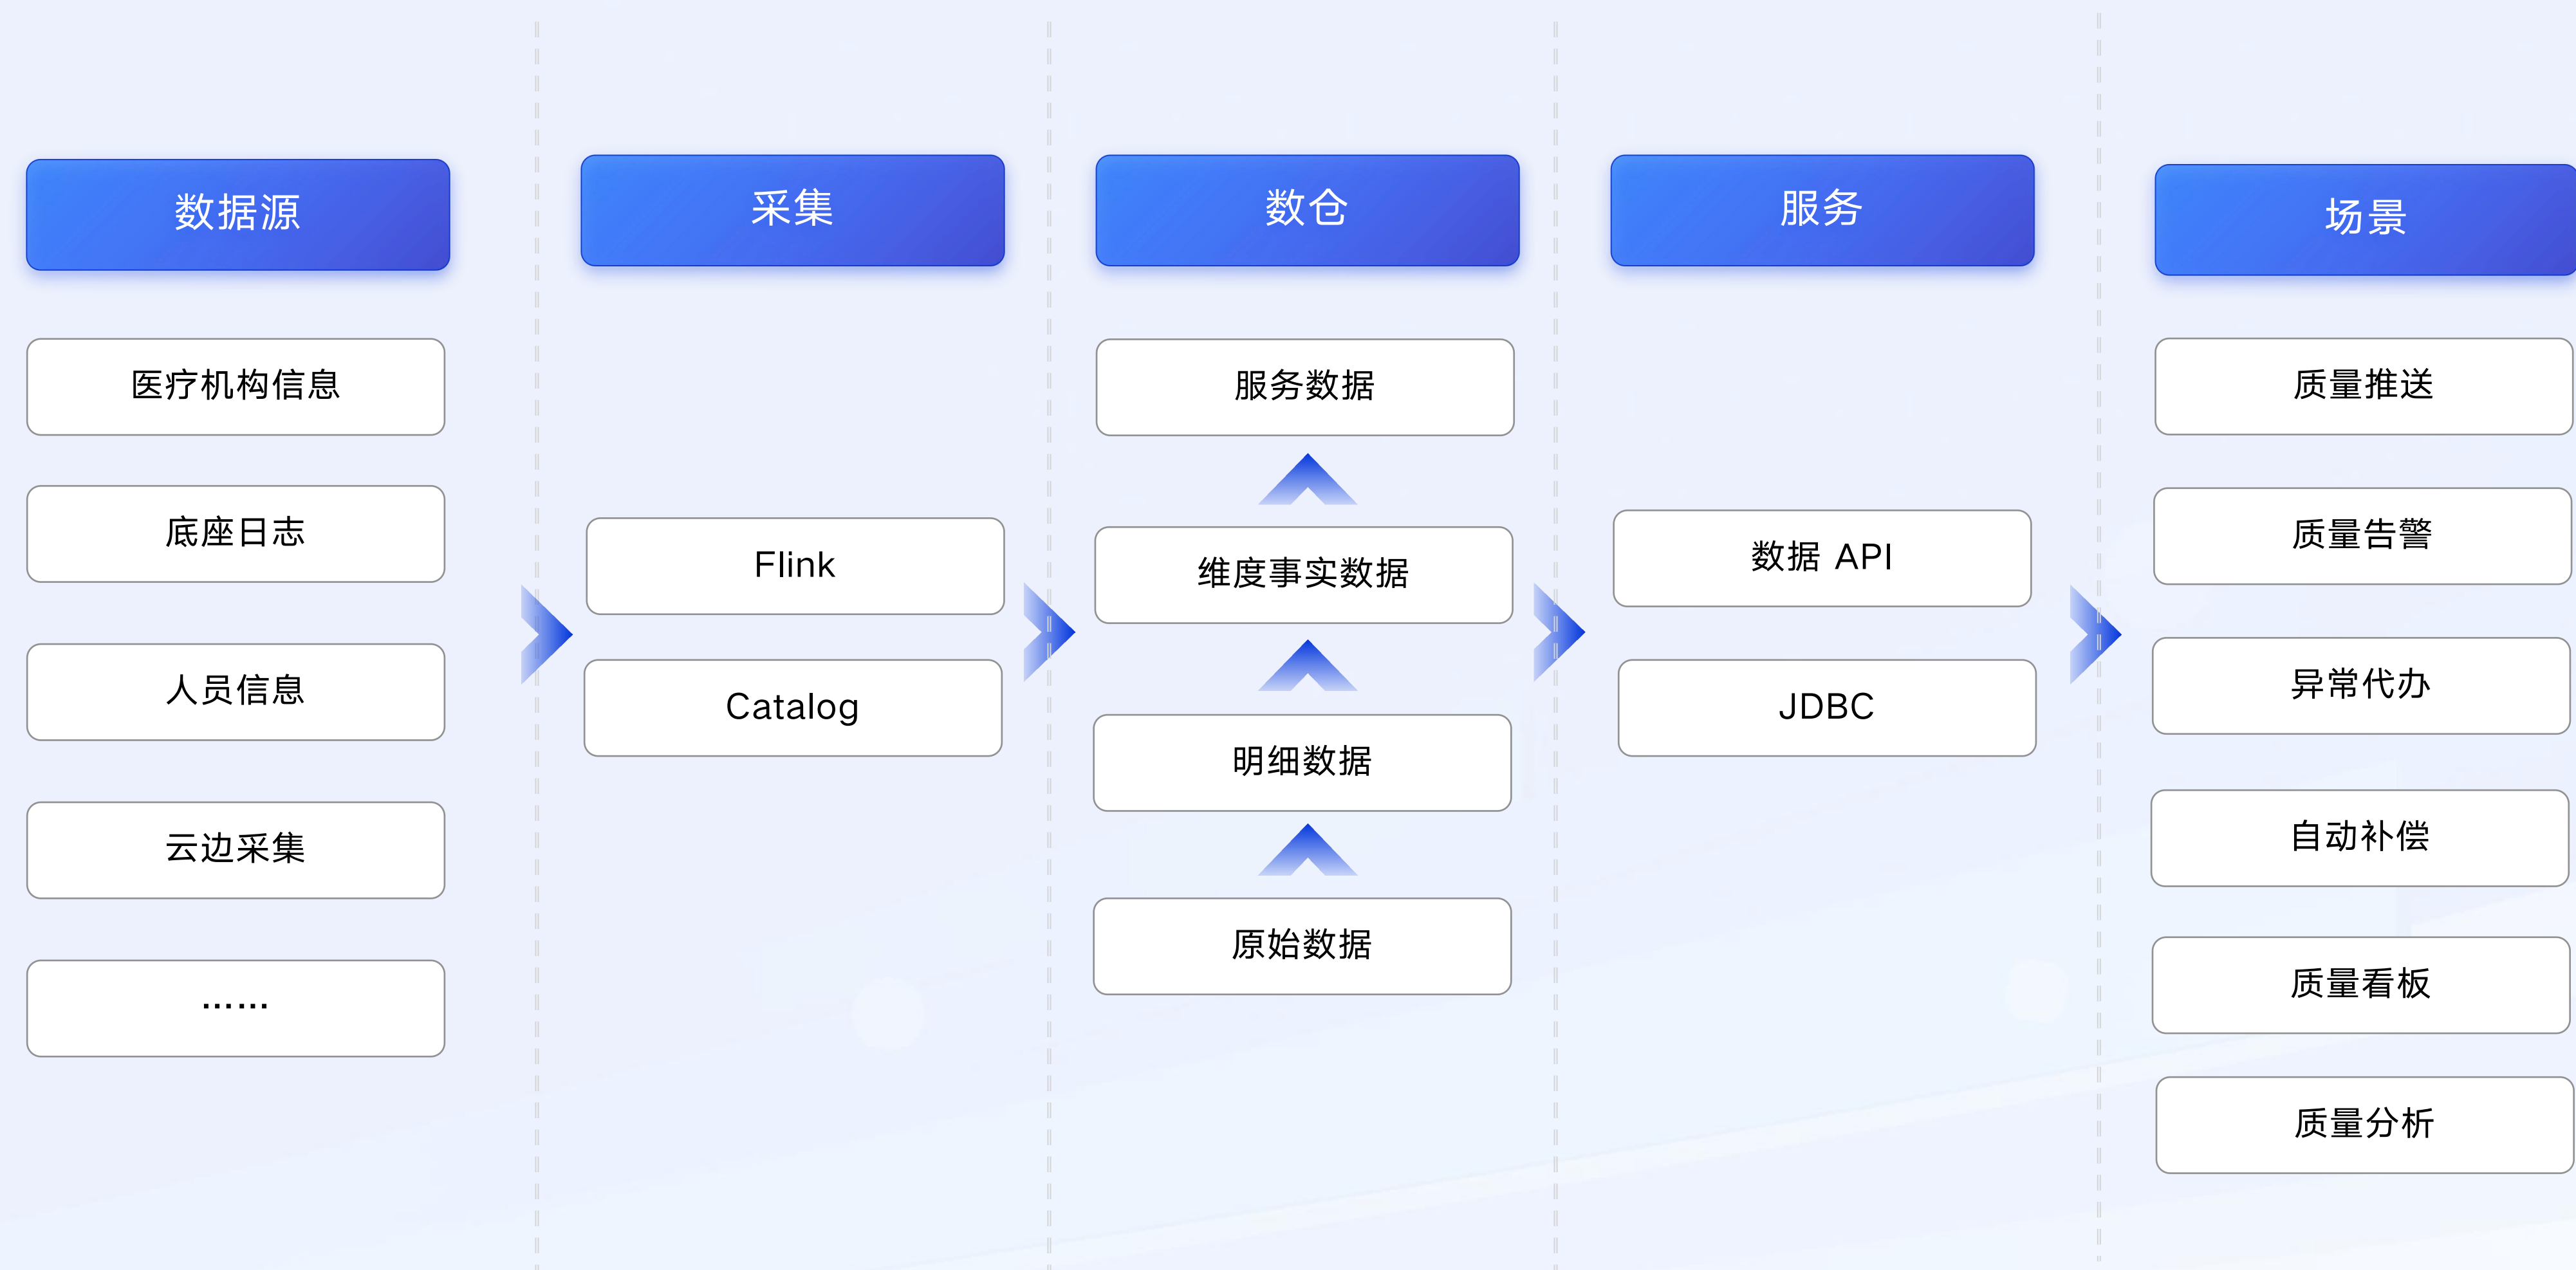 数据源
医疗机构信息
底座日志
人员信息
云边采集
……
采集
Flink
Catalog
数仓
服务数据
维度事实数据
明细数据
原始数据
服务
数据 API
JDBC
场景
质量推送
质量告警
异常代办
自动补偿
质量看板
质量分析